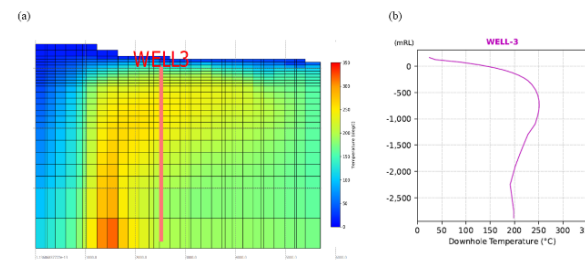 (a)
(b)
WELL3
350
300
250
200
150
100
50
0
Temperature (degC)
WELL-3
(mRL)
0
-500
-1,000
-1,500
-2,000
-2,500
0 50 100 150 200 250 300
Downhole Temperature (°C)